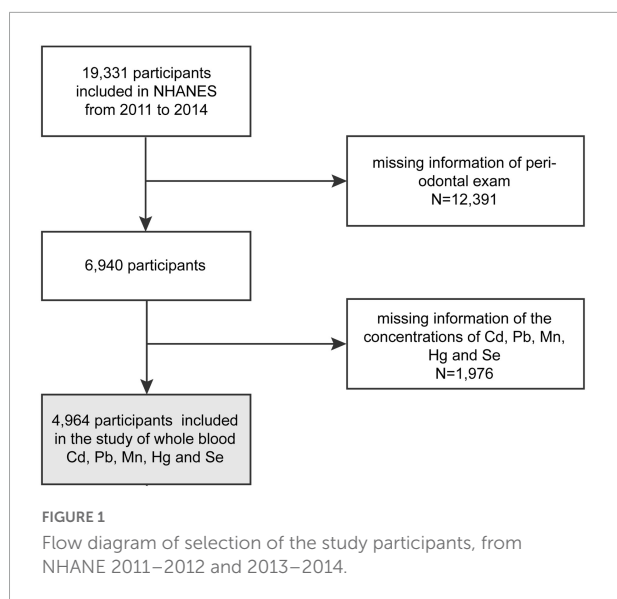 19,331 participants
included in NHANES
from 2011 to 2014
missing information of peri-
odontal exam
N=12,391
6,940 participants
missing information of the
concentrations of Cd, Pb, Mn,
Hg and Se
N=1,976
4,964 participants included
in the study of whole blood
Cd, Pb, Mn, Hg and Se
FIGURE 1
Flow diagram of selection of the study participants, from
NHANE 2011–2012 and 2013–2014.